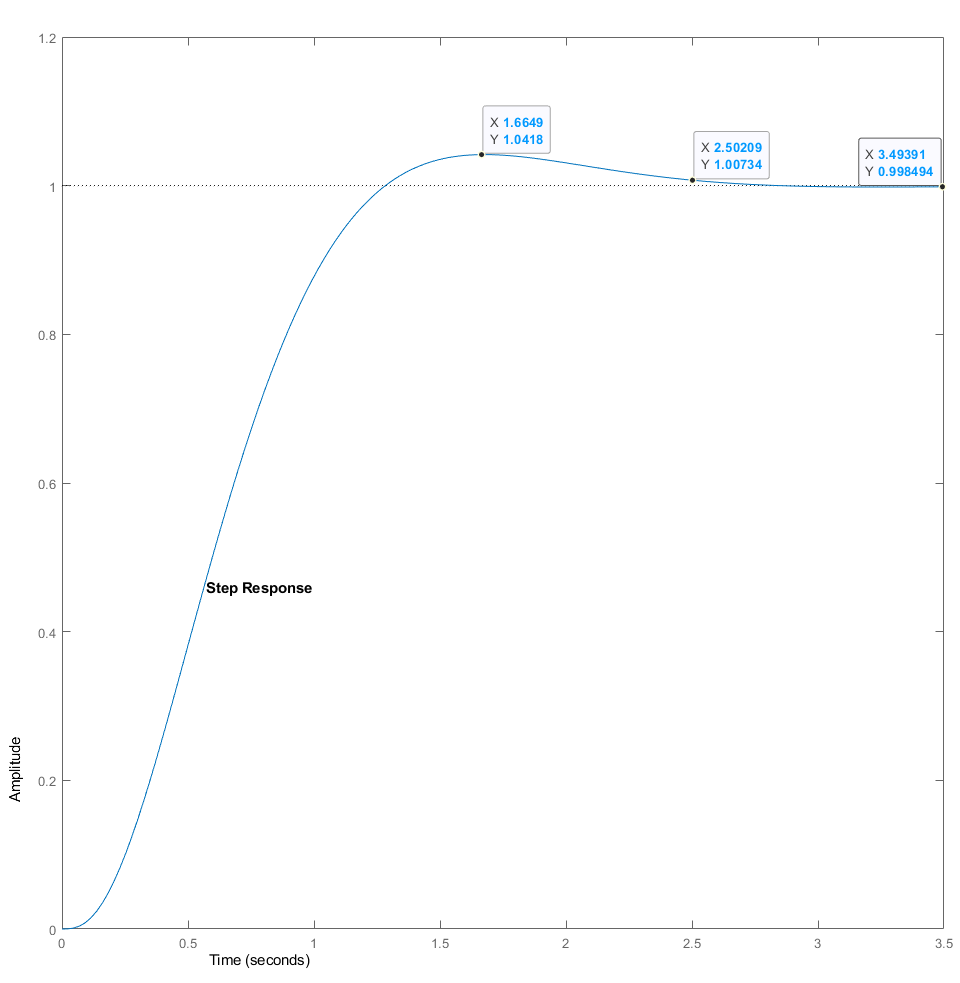 1.2
X 1.6649
Y 1.0418
X 2.50209
Y 1.00734
X 3.49391
Y 0.998494
1
0.8
0.6
Step Response
0.4
Amplitude
0.2
0
0 0.5 1 1.5 2 2.5 3 3.5
Time (seconds)